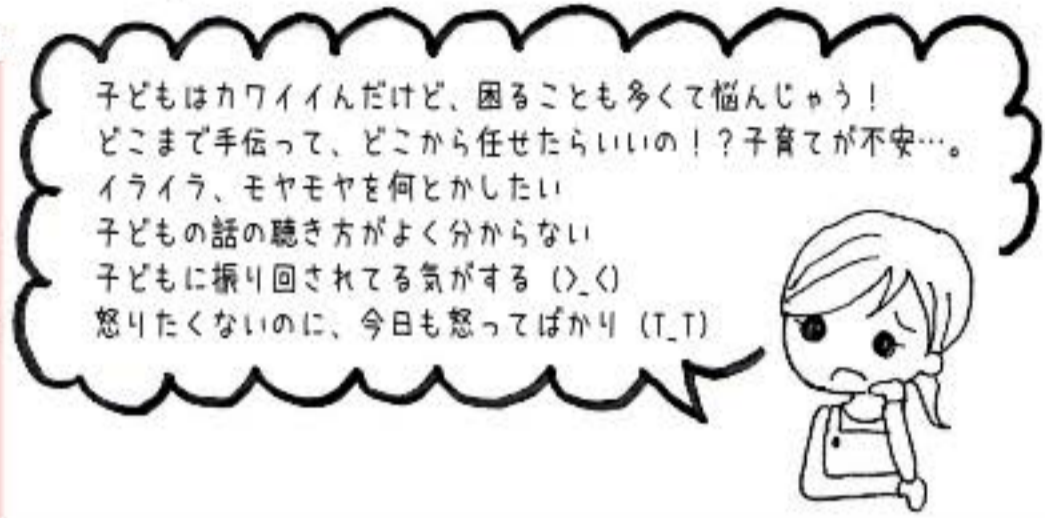 子どもはカワイイんだけど、困ることも多くて悩んじゃう！
どこまで手伝って、どこから任せたらいいの！？子育てが不安…。
イライラ、モヤモヤを何とかしたい
子どもの話の聴き方がよく分からない
子どもに振り回されてる気がする（>_<）
怒りたくないのに、今日も怒ってばかり（T_T）